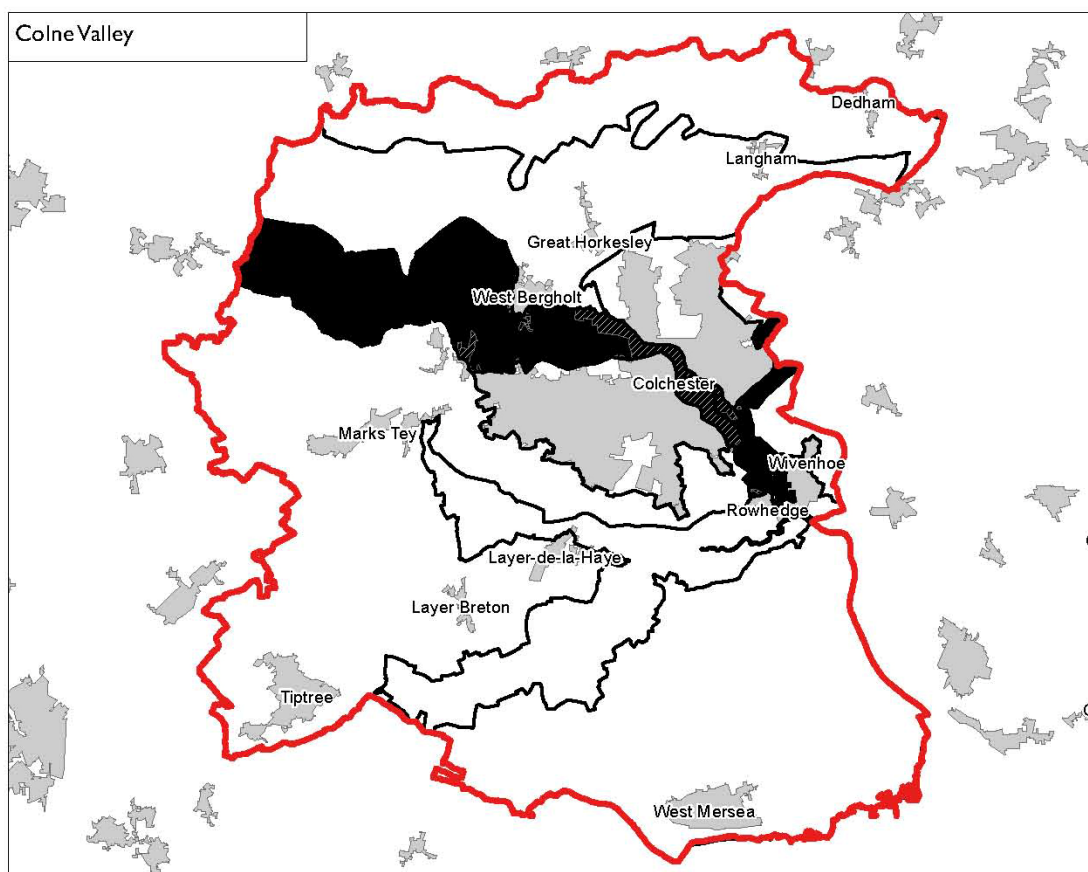 Colne Valley
Dedham
Langham
Great Horkesley
West Bergholt
Colchester
Marks Tey
Wivenhoe
Rowhedge
Layer-de-la-Haye
Layer Breton
Tiptree
West Mersea